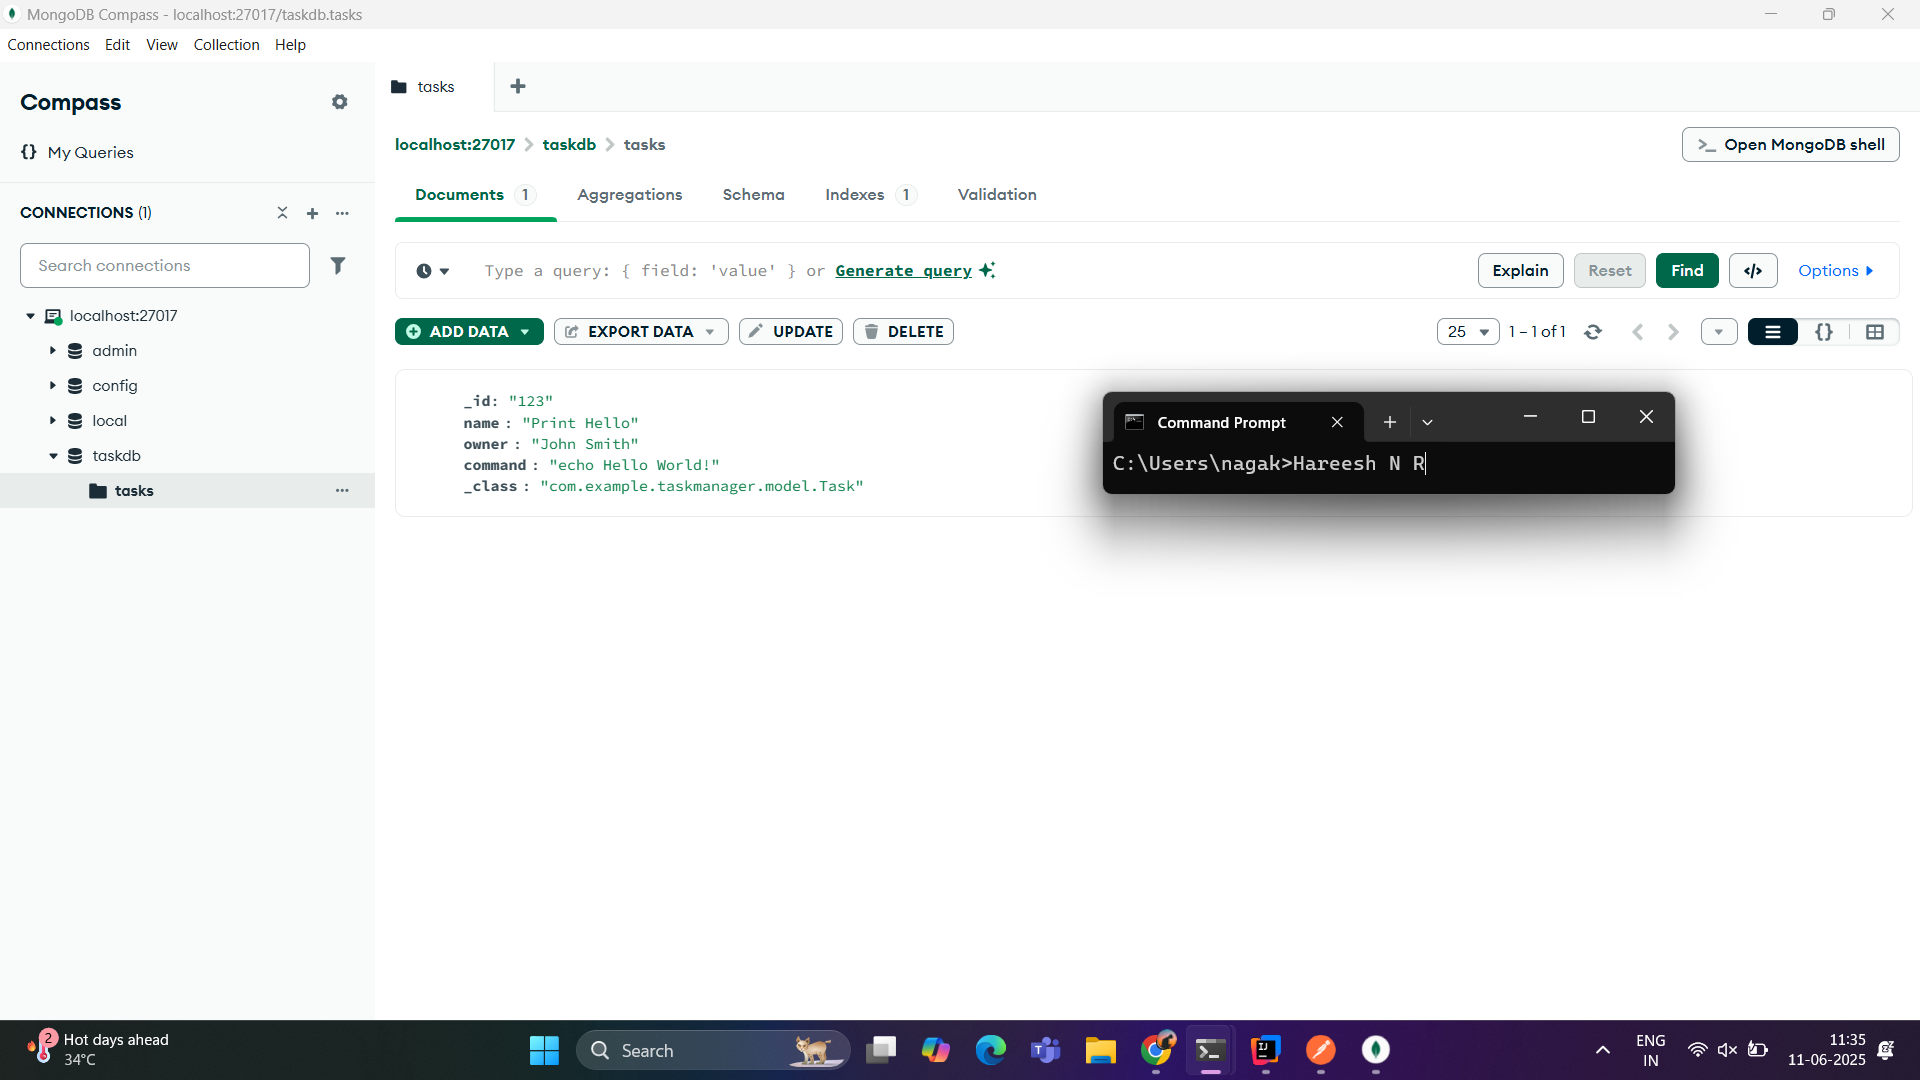 MongoDB Compass - localhost:27017/taskdb.tasks
Connections Edit View Collection Help
Compass
{} My Queries
CONNECTIONS (1)
Search connections
localhost:27017
admin
config
local
taskdb
tasks
tasks
localhost:27017 > taskdb > tasks
>_ Open MongoDB shell
Documents 1 Aggregations Schema Indexes 1 Validation
Type a query: { field: 'value' } or Generate query
Explain Reset Find </> Options
ADD DATA EXPORT DATA UPDATE DELETE
25 1 – 1 of 1 {}
_id: "123"
name : "Print Hello"
owner : "John Smith"
command : "echo Hello World!"
_class : "com.example.taskmanager.model.Task"
Command Prompt
C:\Users\nagak>Hareesh N R
2
Hot days ahead
34°C
Search
ENG
IN
11:35
11-06-2025